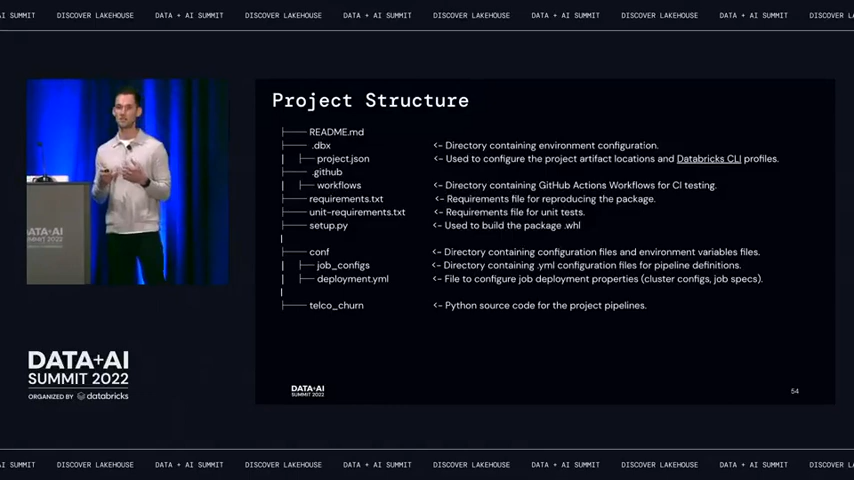 AI SUMMIT DISCOVER LAKEHOUSE DATA + AI SUMMIT DISCOVER LAKEHOUSE DATA + AI SUMMIT DISCOVER LAKEHOUSE DATA + AI SUMMIT DISCOVER LAKEHOUSE DATA + AI SUMMIT DISCOVER
Project Structure
README.md
.dbx <- Directory containing environment configuration.
project.json <- Used to configure the project artifact locations and Databricks CLI profiles.
.github
workflows <- Directory containing GitHub Actions Workflows for CI testing.
requirements.txt <- Requirements file for reproducing the package.
unit-requirements.txt <- Requirements file for unit tests.
setup.py <- Used to build the package .whl
conf <- Directory containing configuration files and environment variables files.
job_configs <- Directory containing .yml configuration files for pipeline definitions.
deployment.yml <- File to configure job deployment properties (cluster configs, job specs).
telco_churn <- Python source code for the project pipelines.
DATA+AI
SUMMIT 2022
54
DATA+AI
SUMMIT 2022
DATA+AI
SUMMIT 2022
ORGANIZED BY databricks
AI SUMMIT DISCOVER LAKEHOUSE DATA + AI SUMMIT DISCOVER LAKEHOUSE DATA + AI SUMMIT DISCOVER LAKEHOUSE DATA + AI SUMMIT DISCOVER LAKEHOUSE DATA + AI SUMMIT DISCOVER